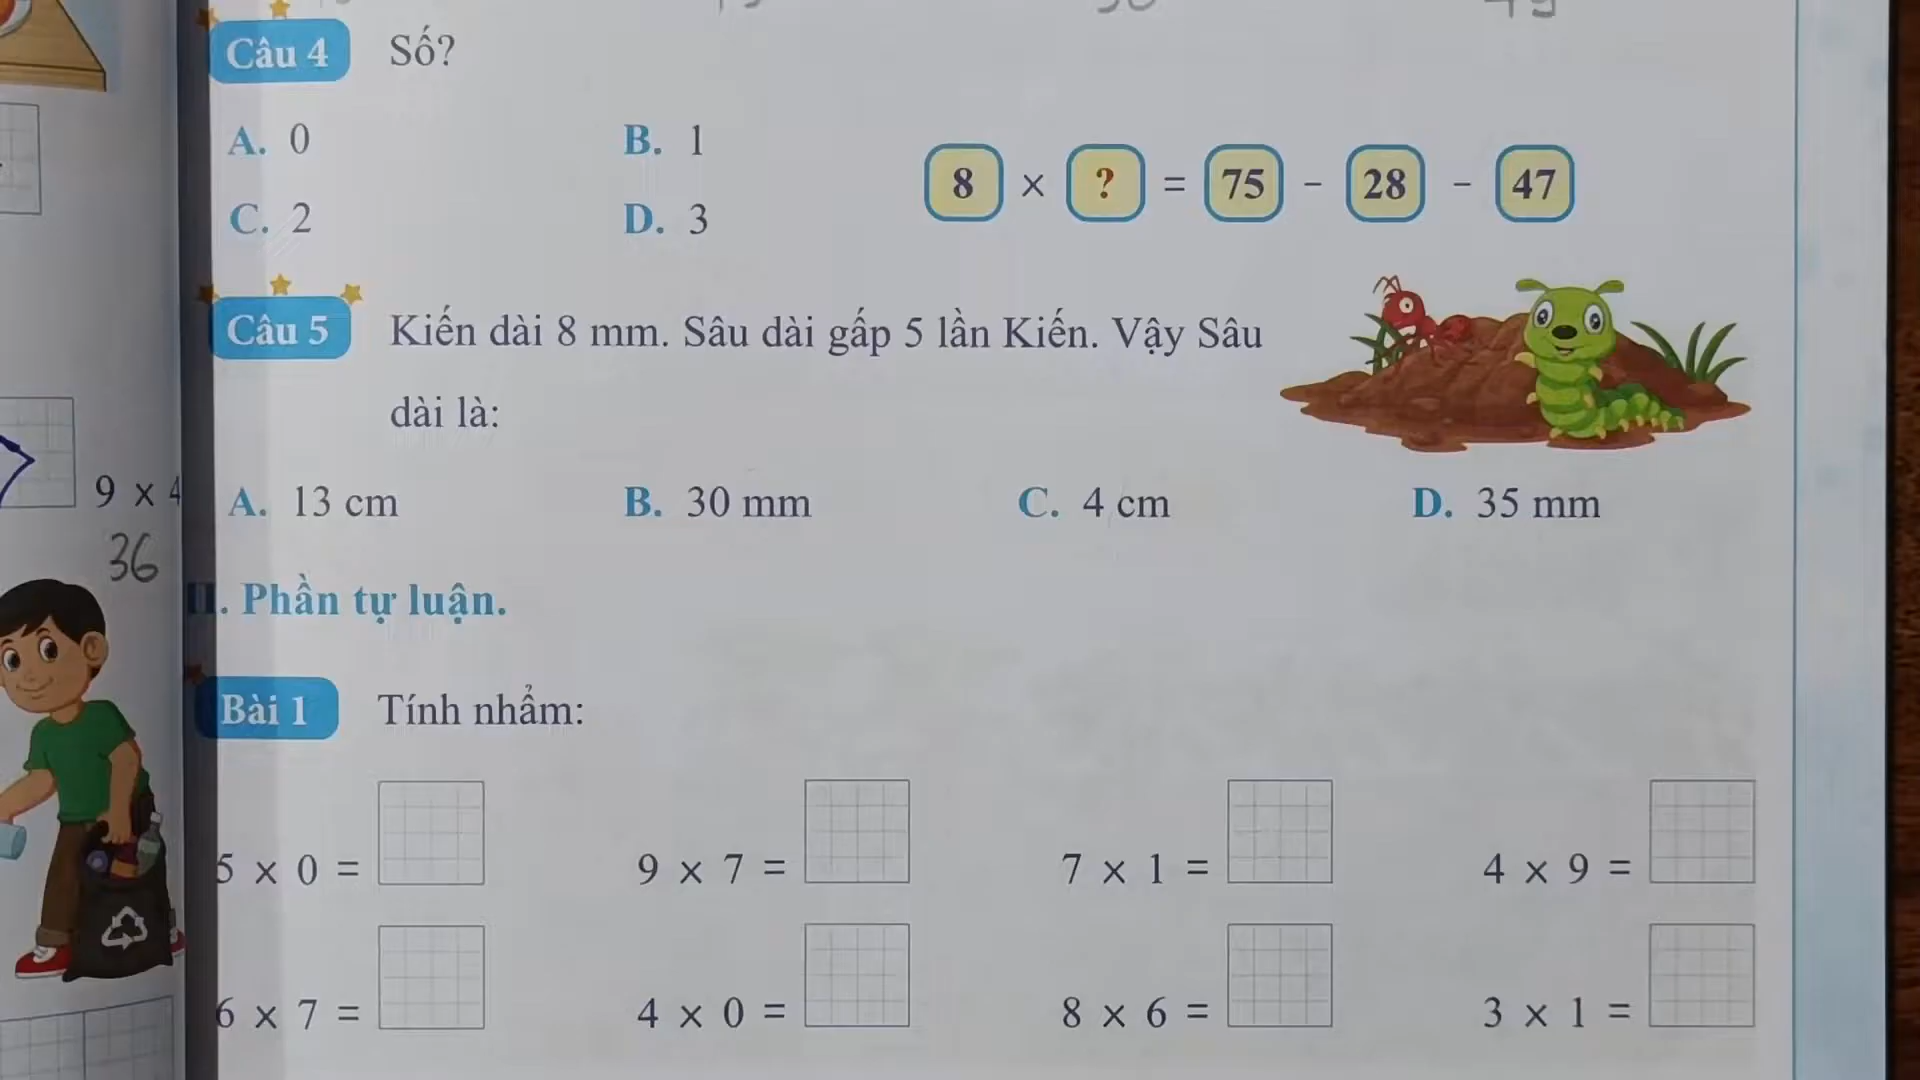 Câu 4 Số?
A. 0 B. 1
8 × ? = 75 - 28 - 47
C. 2 D. 3
Câu 5 Kiến dài 8 mm. Sâu dài gấp 5 lần Kiến. Vậy Sâu
dài là:
9 × 4
A. 13 cm B. 30 mm C. 4 cm D. 35 mm
36
II. Phần tự luận.
Bài 1 Tính nhẩm:
5 × 0 = 9 × 7 = 7 × 1 = 4 × 9 =
6 × 7 = 4 × 0 = 8 × 6 = 3 × 1 =